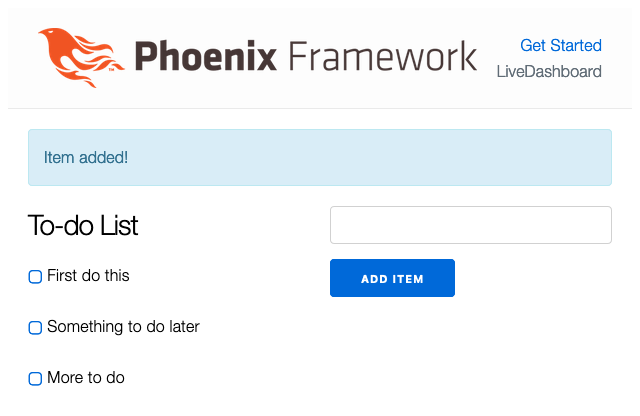 Phoenix Framework
Get Started
LiveDashboard
Item added!
To-do List
ADD ITEM
First do this
Something to do later
More to do